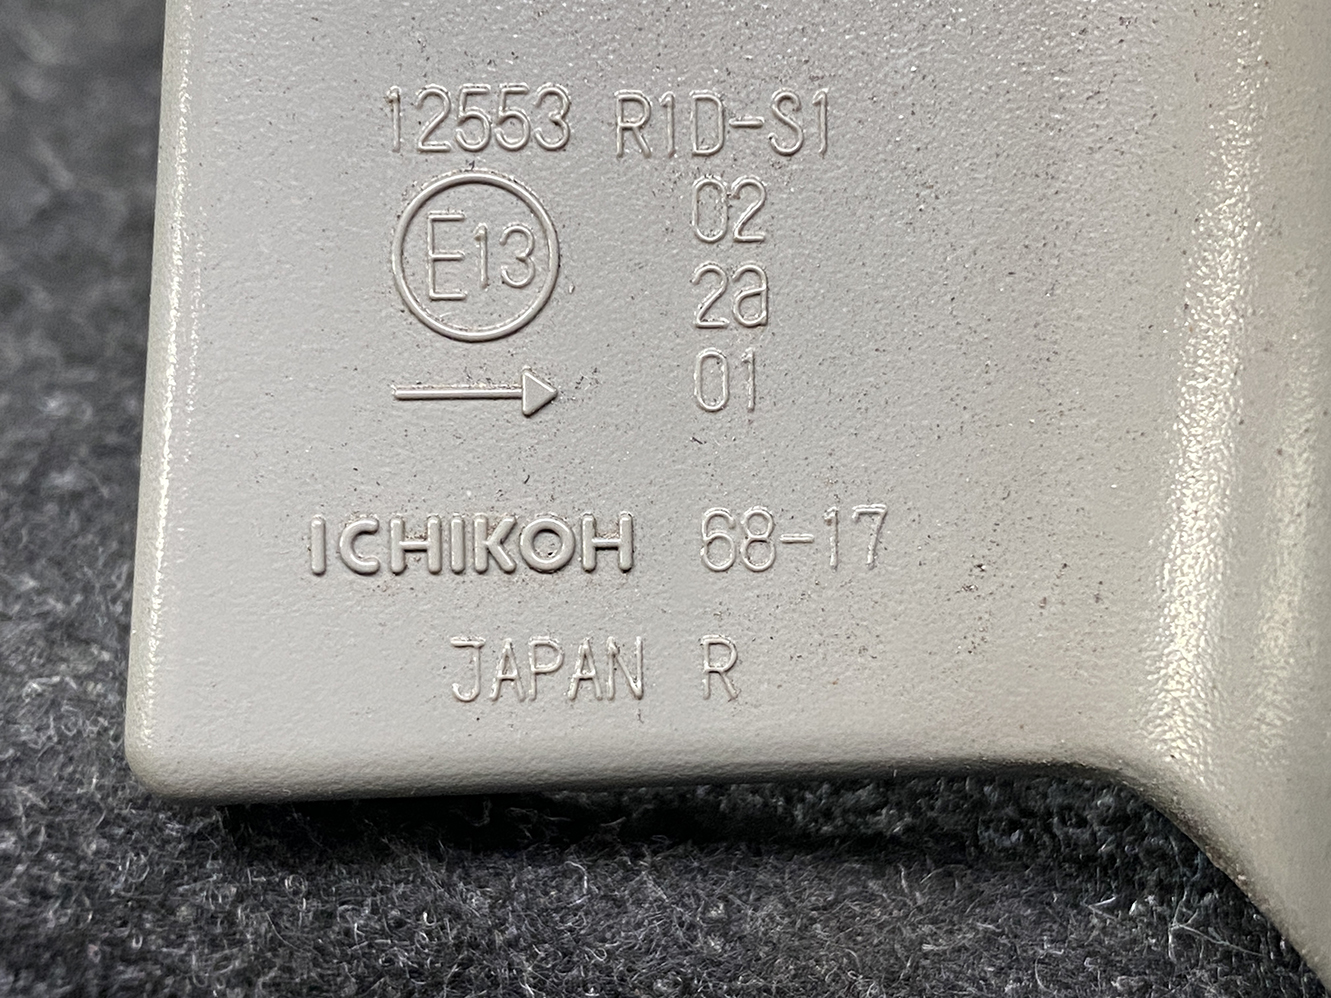 12553 R1D-S1
E13 02
2a
→ 01
ICHIKOH 68-17
JAPAN R